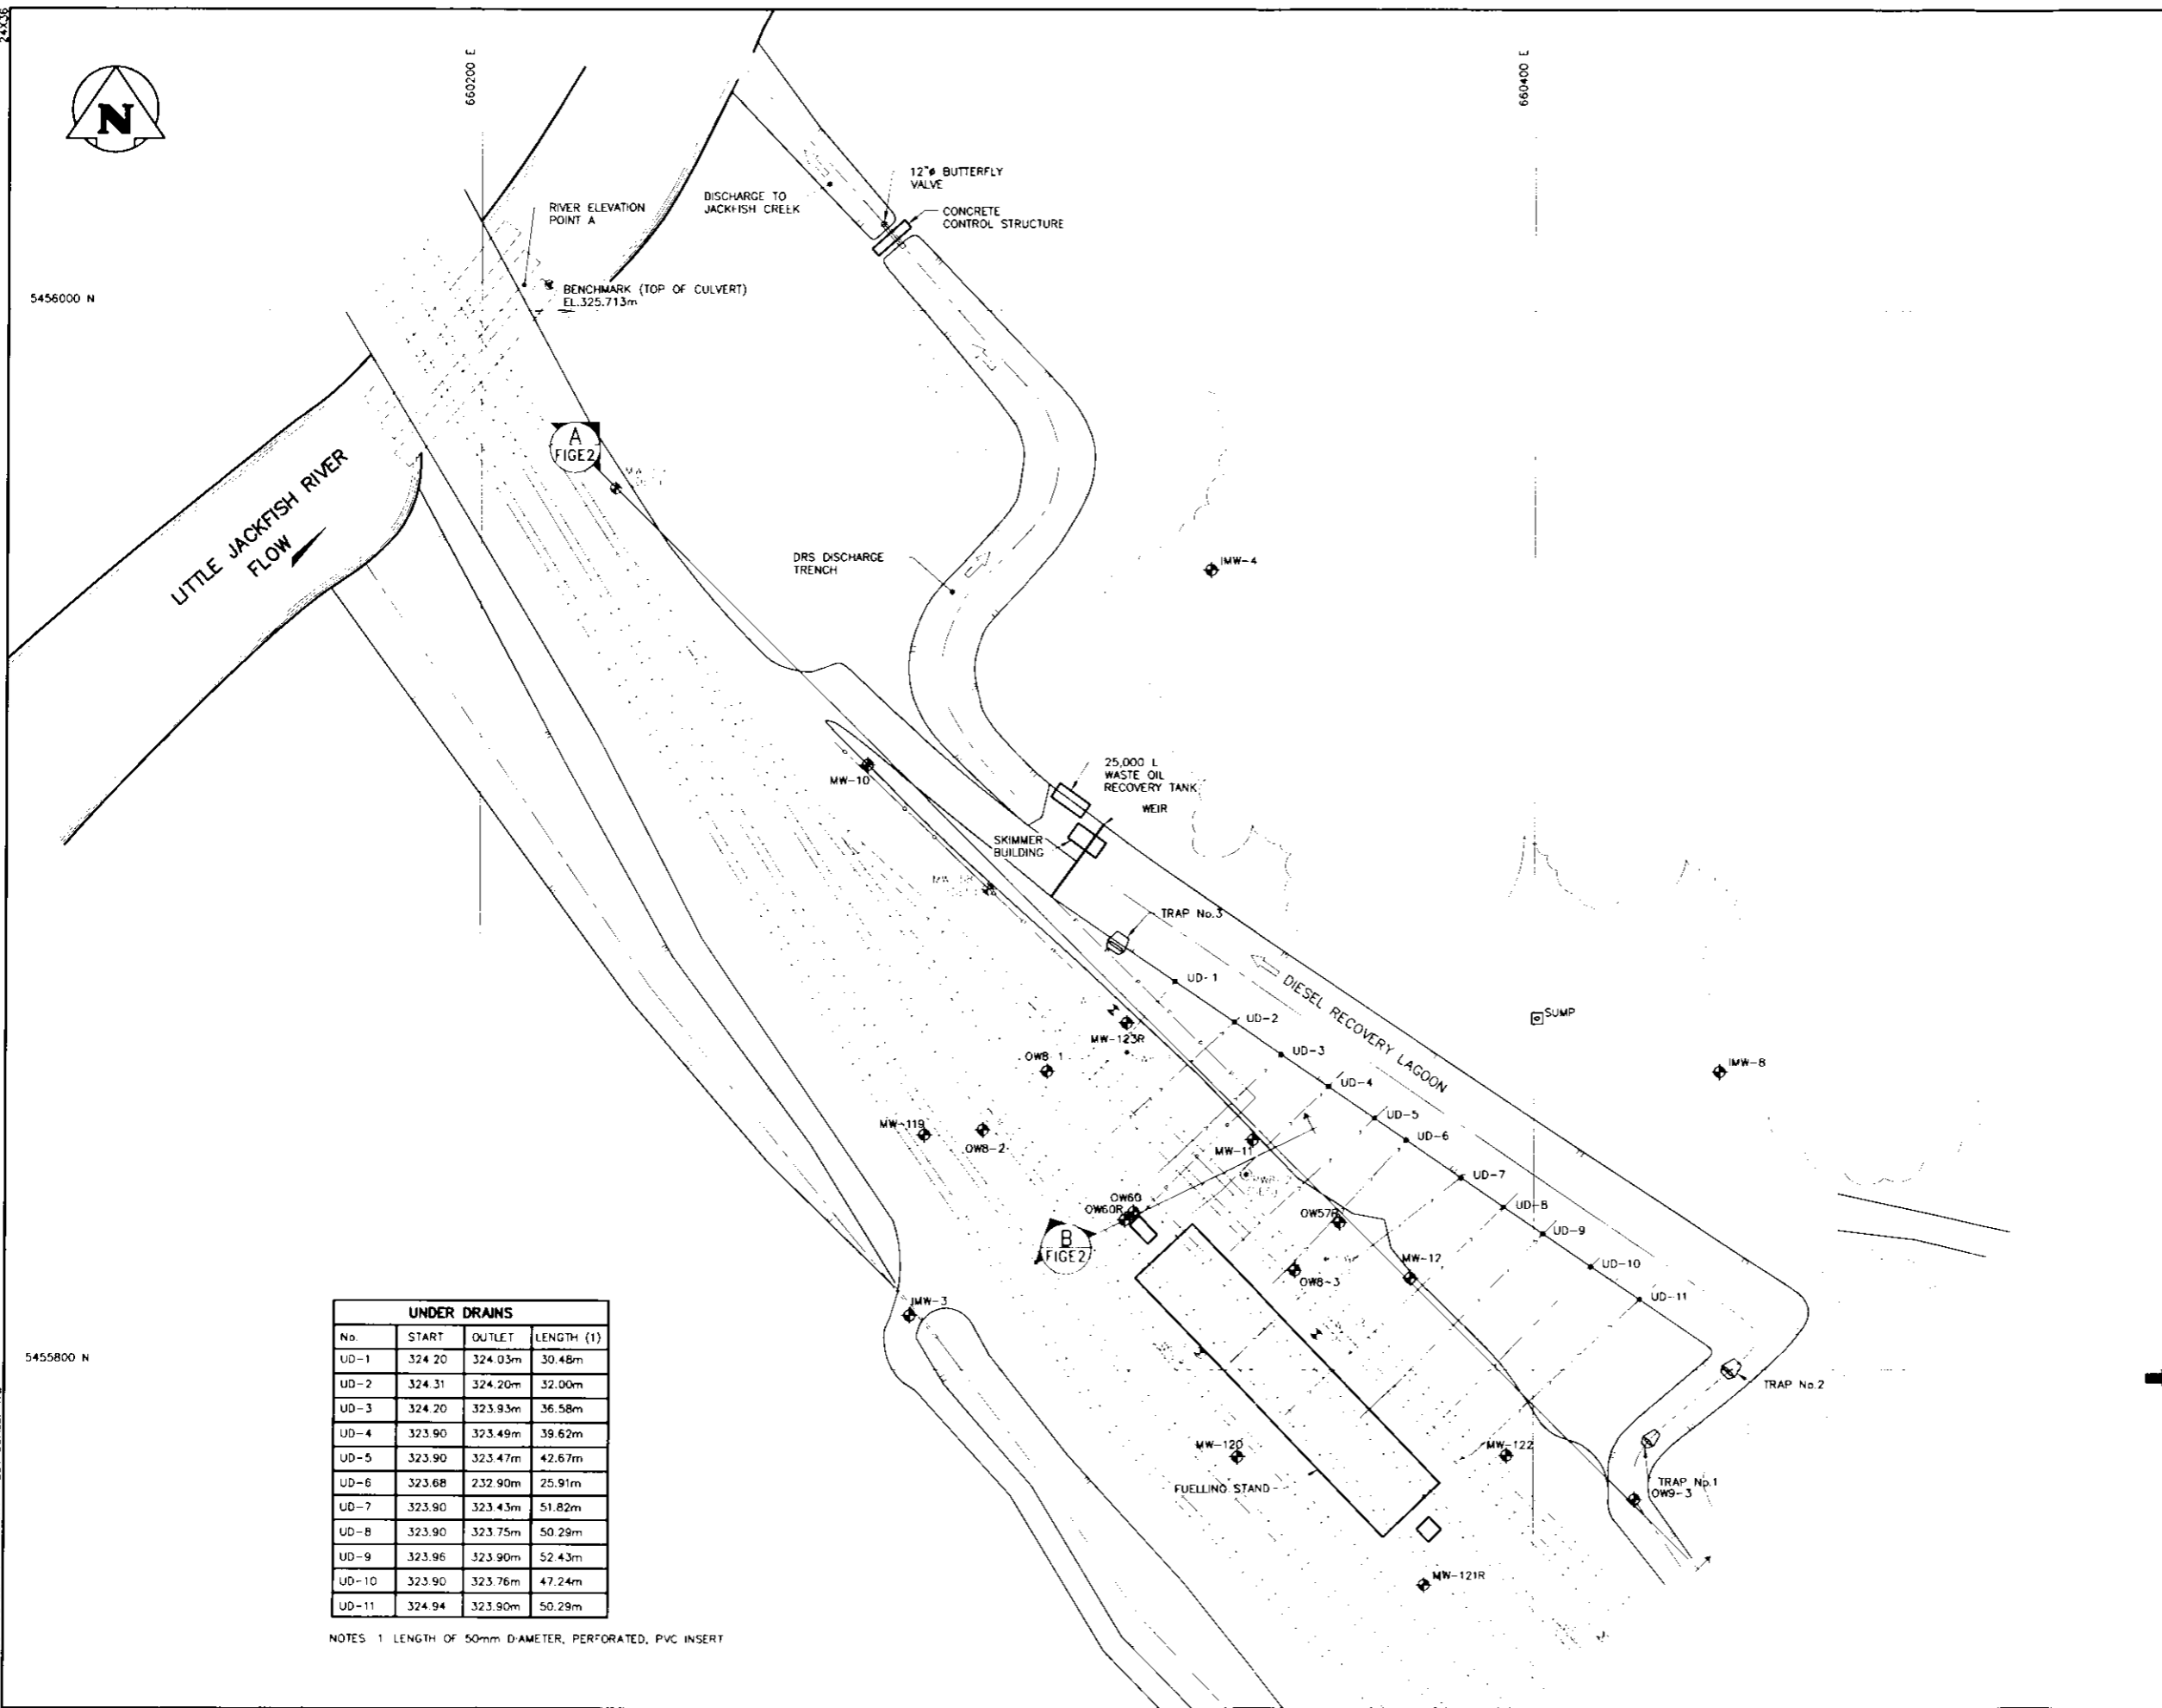 24X36
N
660200 E
660400 E
12"ø BUTTERFLY
VALVE
RIVER ELEVATION
POINT A
DISCHARGE TO
JACKFISH CREEK
CONCRETE
CONTROL STRUCTURE
5456000 N
BENCHMARK (TOP OF CULVERT)
EL.325.713m
A
FIGE2
LITTLE JACKFISH RIVER
FLOW
DRS DISCHARGE
TRENCH
IMW-4
MW-10
25,000 L
WASTE OIL
RECOVERY TANK
WEIR
SKIMMER
BUILDING
TRAP No.3
UD-1
DIESEL RECOVERY LAGOON
UD-2
SUMP
MW-123R
UD-3
OW8-1
IMW-8
UD-4
UD-5
MW-119
OW8-2
UD-6
MW-11
UD-7
OW60
OW60R
OW57R
UD-8
B
FIGE2
UD-9
MW-12
UD-10
OW8-3
UD-11
IMW-3
5455800 N
TRAP No.2
MW-120
MW-122
FUELLING STAND
TRAP No.1
OW9-3
MW-121R
UNDER DRAINS
No. START OUTLET LENGTH (1)
UD-1 324.20 324.03m 30.48m
UD-2 324.31 324.20m 32.00m
UD-3 324.20 323.93m 36.58m
UD-4 323.90 323.49m 39.62m
UD-5 323.90 323.47m 42.67m
UD-6 323.68 232.90m 25.91m
UD-7 323.90 323.43m 51.82m
UD-8 323.90 323.75m 50.29m
UD-9 323.96 323.90m 52.43m
UD-10 323.90 323.76m 47.24m
UD-11 324.94 323.90m 50.29m
NOTES 1 LENGTH OF 50mm DIAMETER, PERFORATED, PVC INSERT